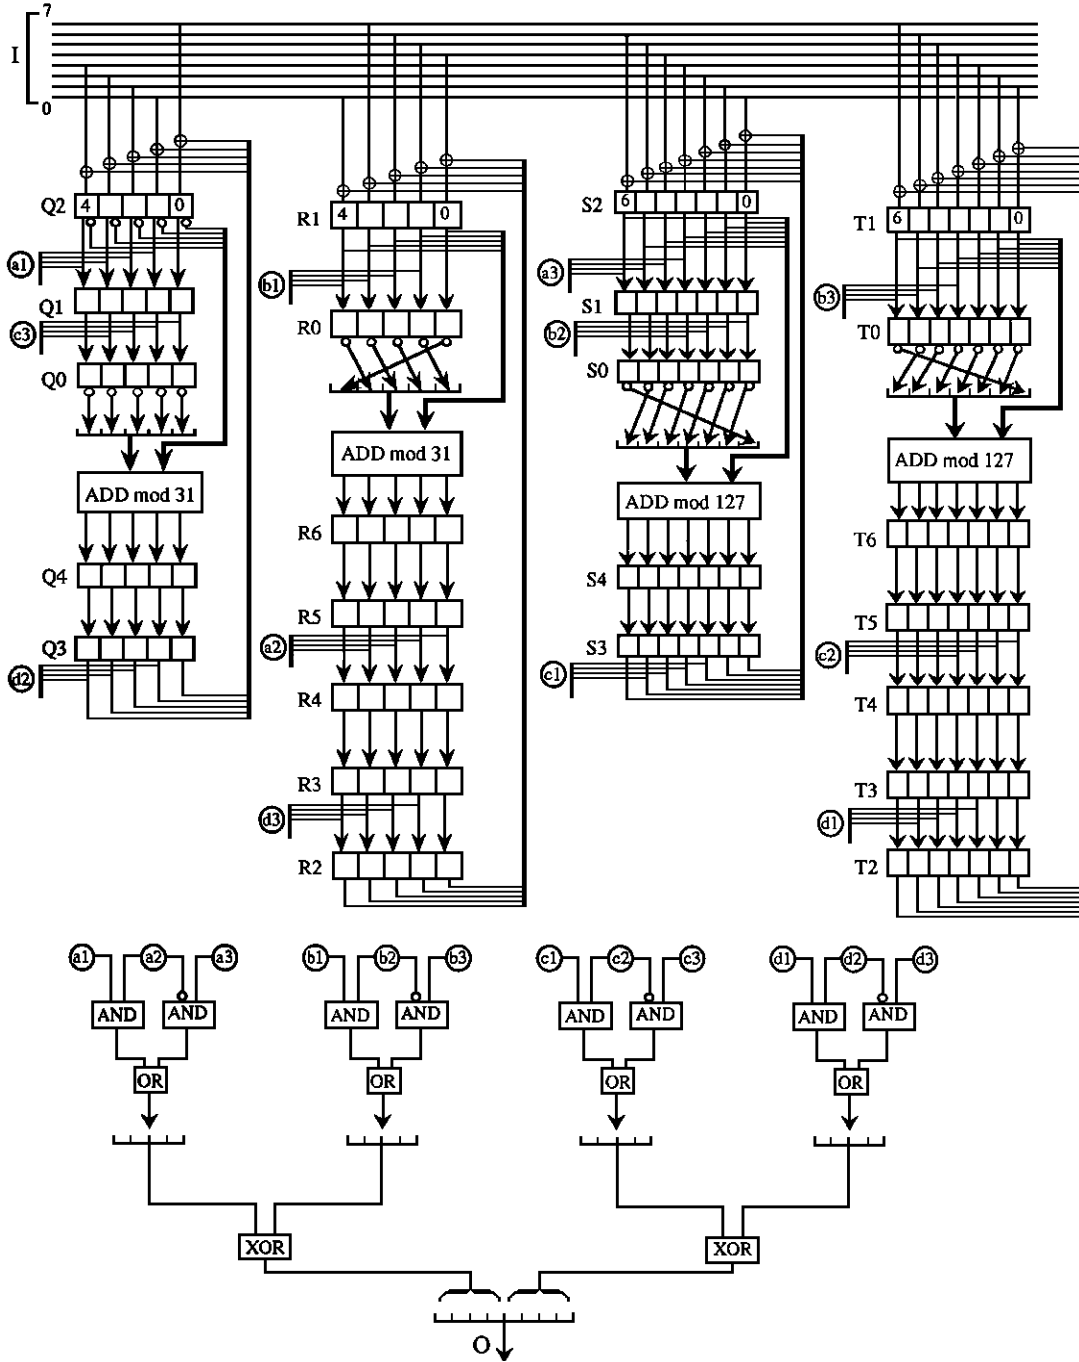 7
I
0
Q2 4 0
R1 4 0
S2 6 0
T1 6 0
a1
b1
a3
b3
Q1
c3
Q0
R0
S1
b2
S0
T0
ADD mod 31
ADD mod 31
ADD mod 127
ADD mod 127
Q4
R6
S4
T6
Q3
d2
R5
a2
S3
c1
T5
c2
R4
T4
R3
d3
T3
d1
R2
T2
a1 a2 a3
b1 b2 b3
c1 c2 c3
d1 d2 d3
AND AND AND AND AND AND AND AND
OR OR OR OR
XOR XOR
O